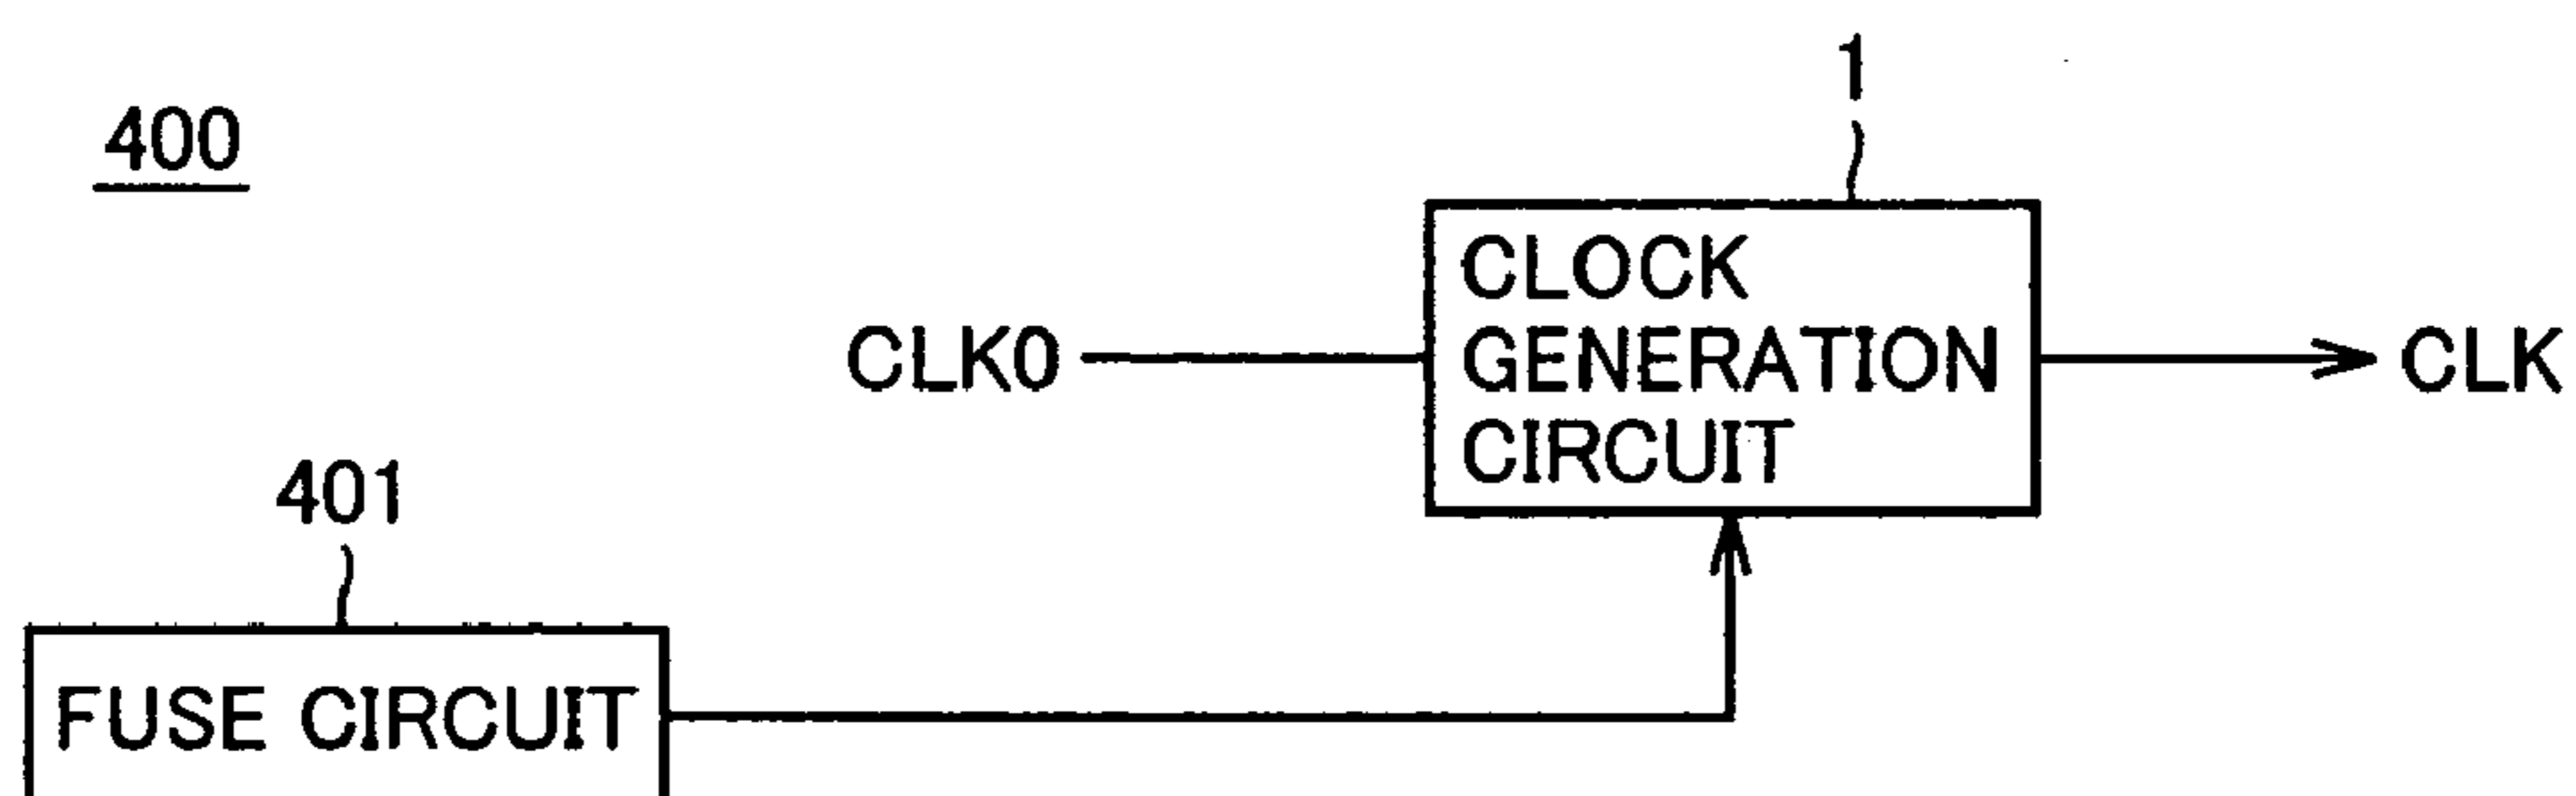 400
1
CLOCK
GENERATION
CIRCUIT
CLK0
CLK
401
FUSE CIRCUIT